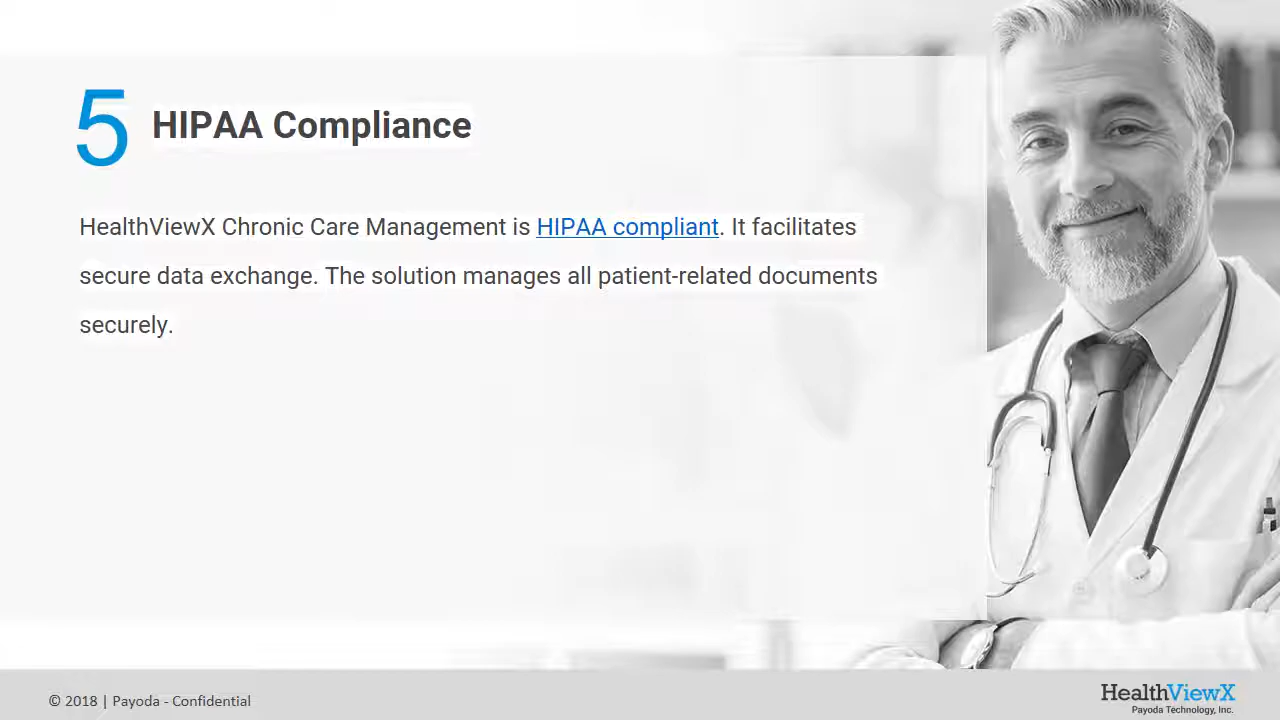 5 HIPAA Compliance
HealthViewX Chronic Care Management is HIPAA compliant. It facilitates
secure data exchange. The solution manages all patient-related documents
securely.
© 2018 | Payoda - Confidential
HealthViewX
Payoda Technology, Inc.